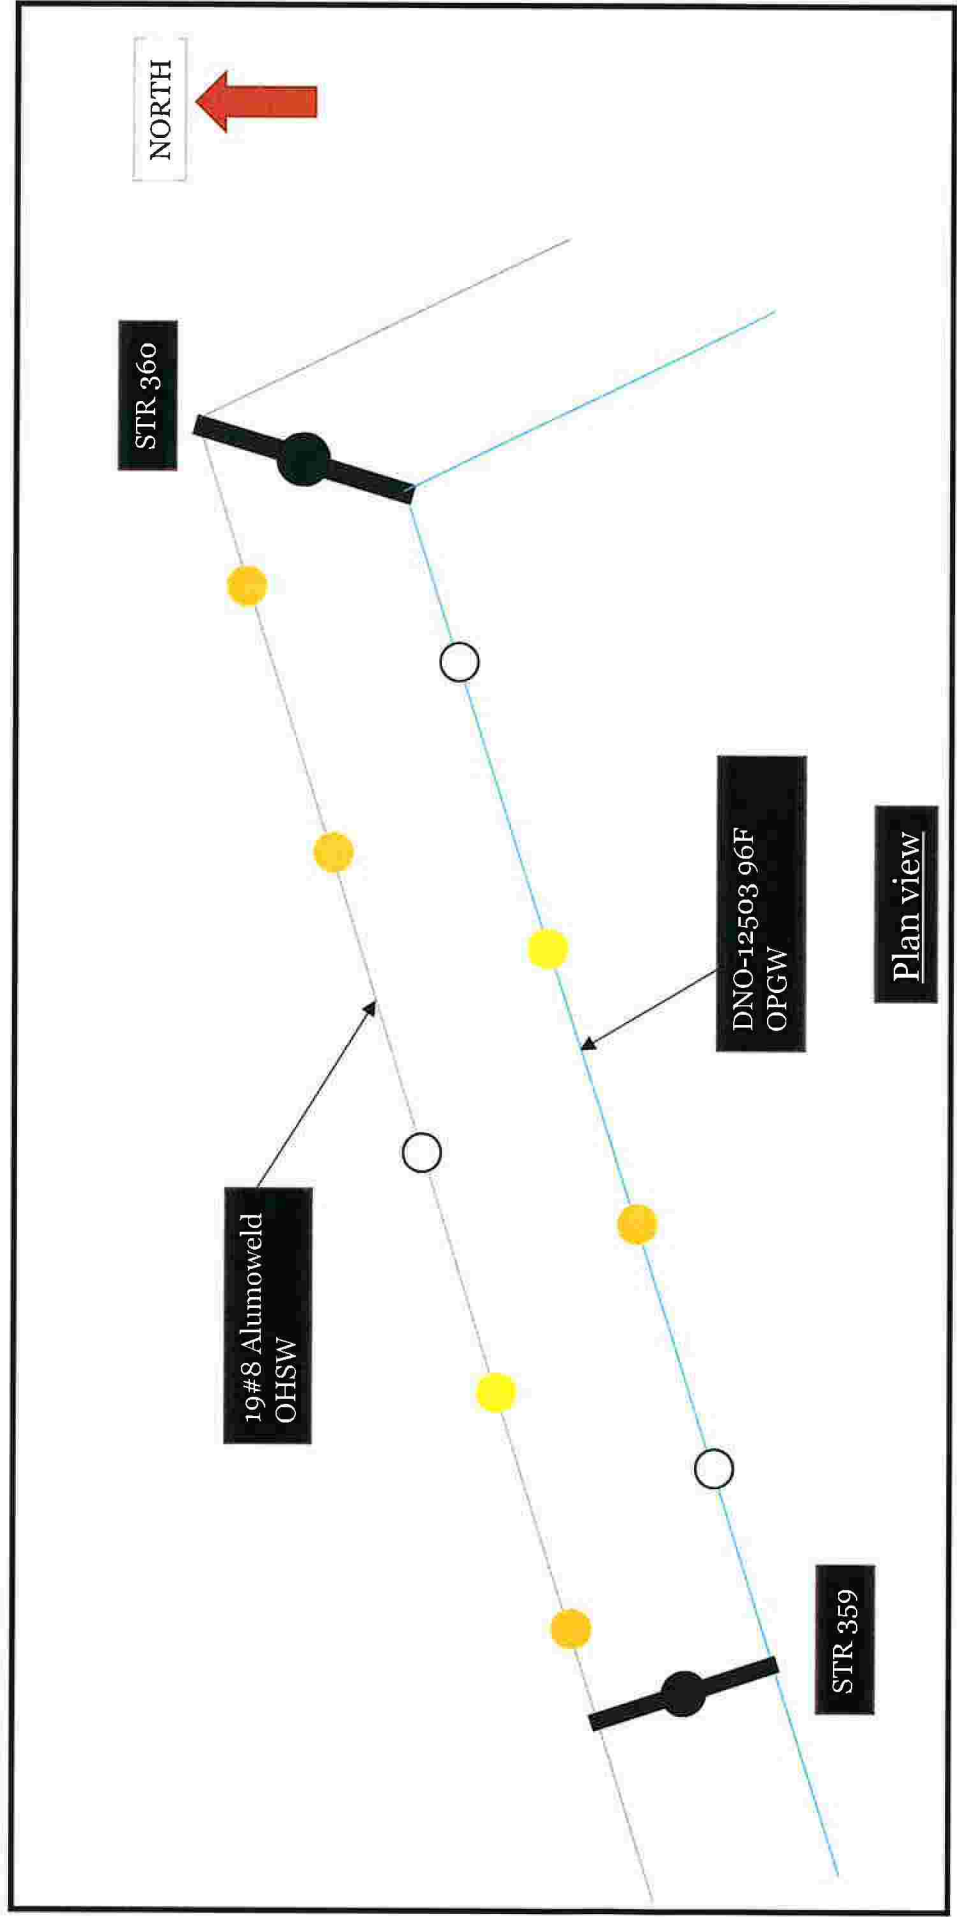 NORTH
STR 360
19#8 Alumoweld
OHSW
DNO-12503 96F
OPGW
STR 359
Plan view